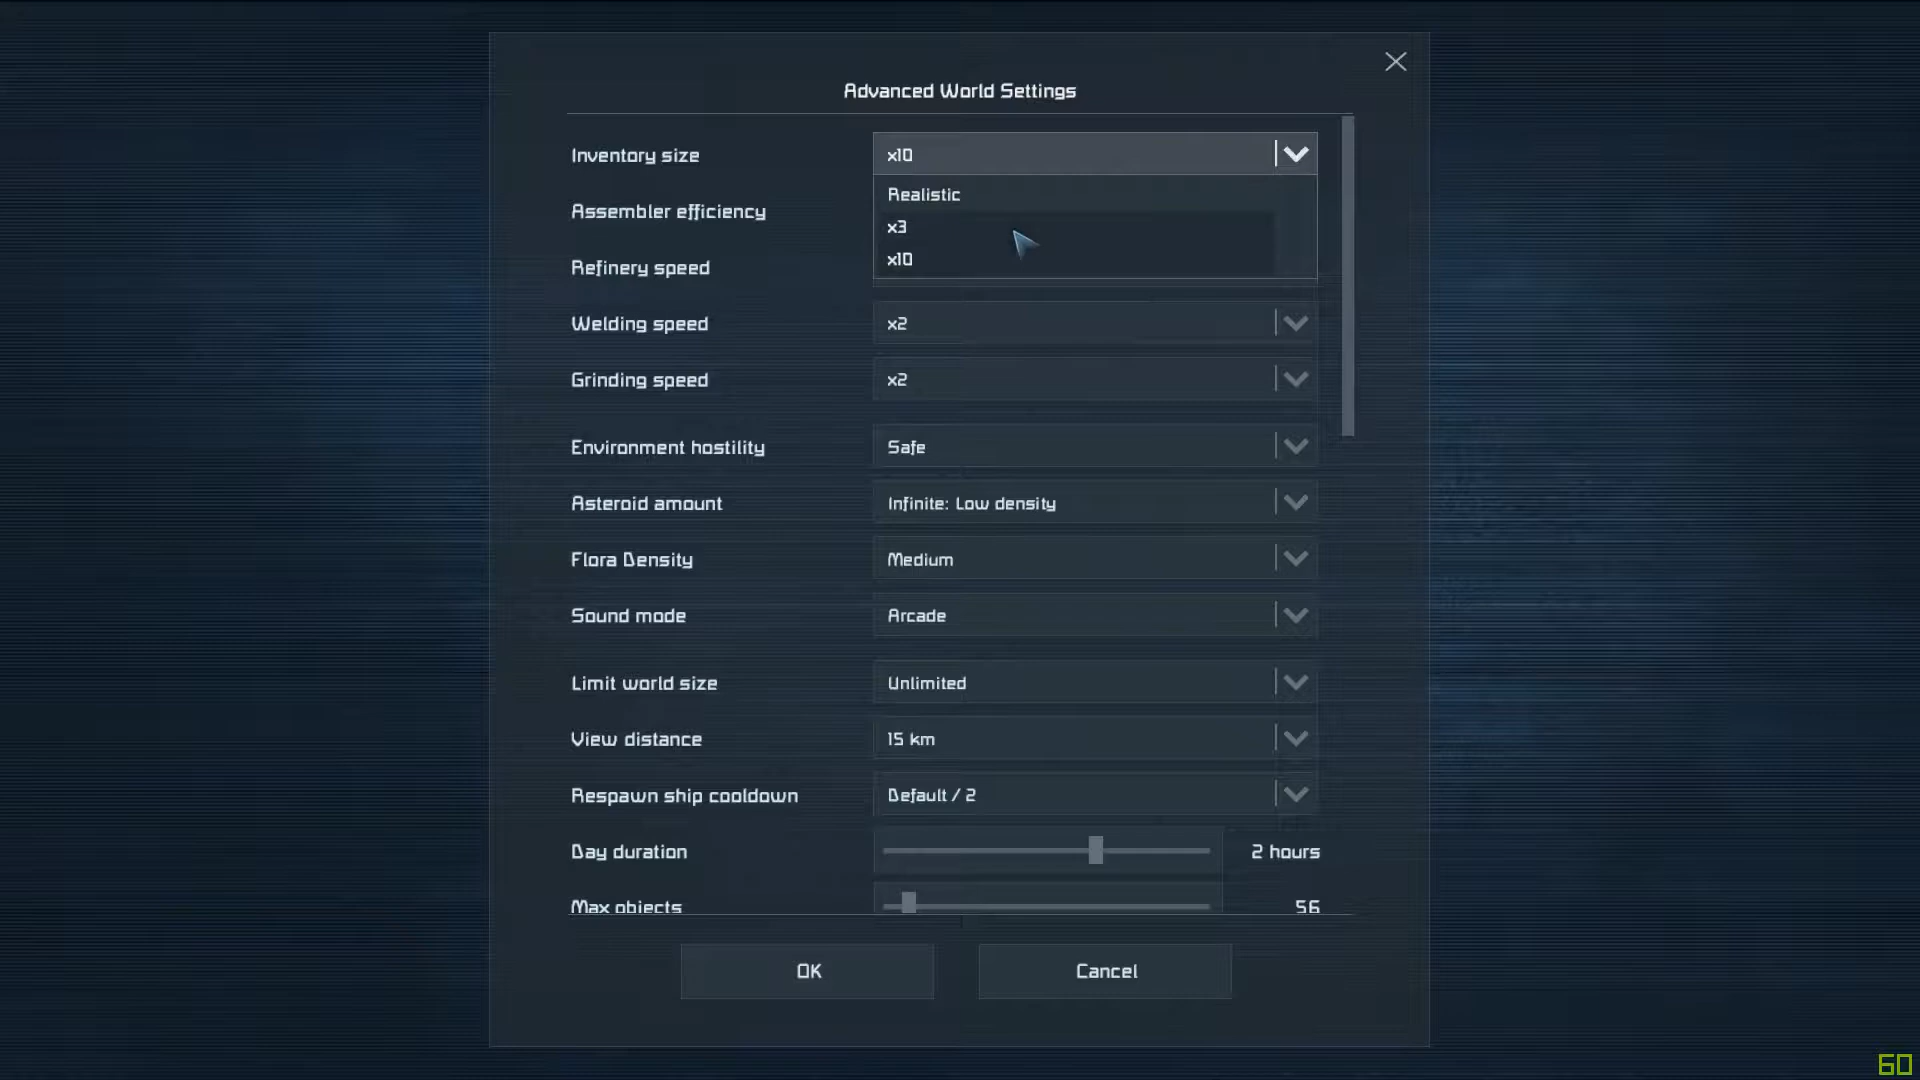 Advanced World Settings
Inventory size x10
Realistic
Assembler efficiency
x3
x10
Refinery speed
Welding speed x2
Grinding speed x2
Environment hostility Safe
Asteroid amount Infinite: Low density
Flora Density Medium
Sound mode Arcade
Limit world size Unlimited
View distance 15 km
Respawn ship cooldown Default / 2
Day duration 2 hours
Max objects 56
OK Cancel
60